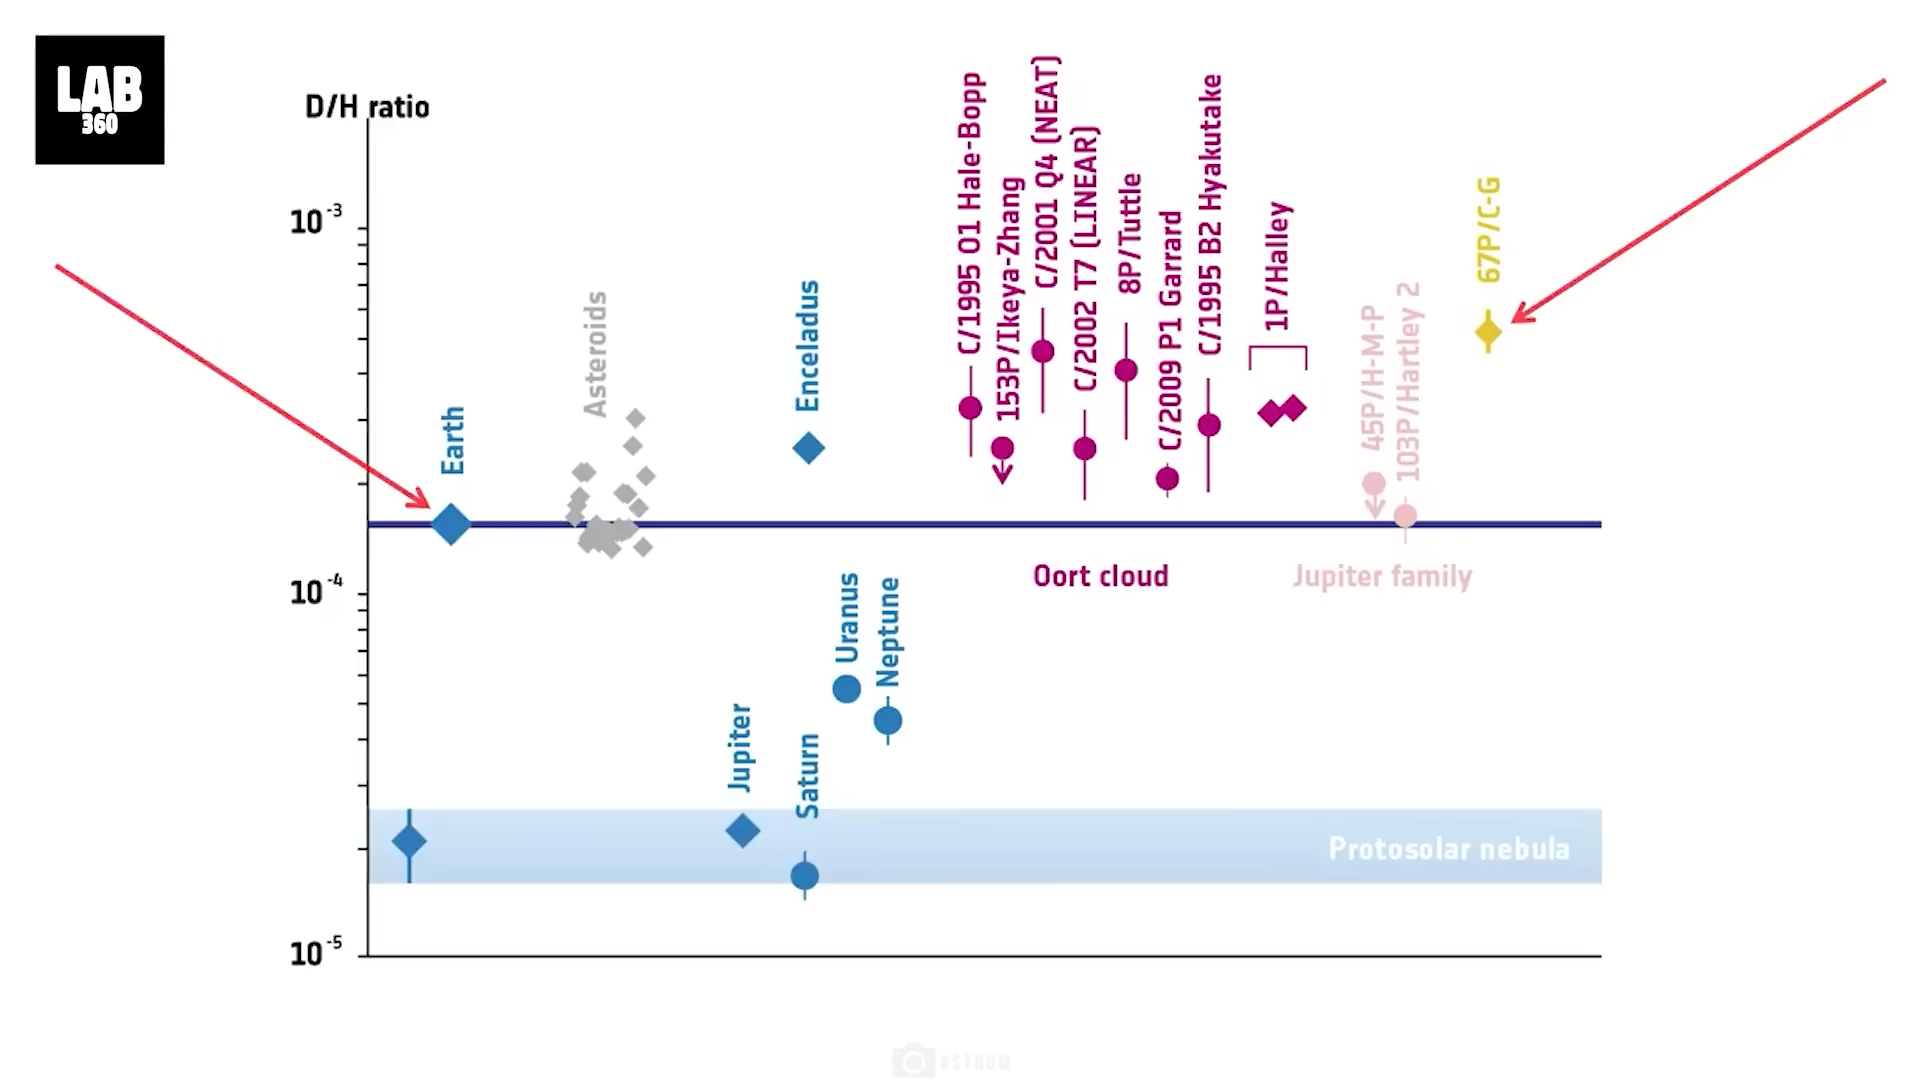 LAB
360
D/H ratio
10-3
10-4
10-5
Earth
Asteroids
Jupiter
Saturn
Enceladus
Uranus
Neptune
C/1995 O1 Hale-Bopp
153P/Ikeya-Zhang
C/2001 Q4 (NEAT)
C/2002 T7 (LINEAR)
8P/Tuttle
C/2009 P1 Garrard
C/1995 B2 Hyakutake
1P/Halley
45P/H-M-P
103P/Hartley 2
67P/C-G
Oort cloud
Jupiter family
Protosolar nebula
ASTRUM